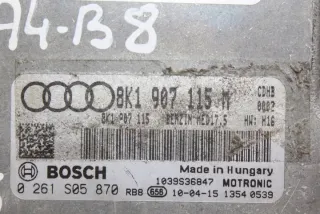 A4-B8
8K1 907 115 M
CDHB
0002
8K1 907 115 BENZIN MED17.5 HW: H16
BOSCH
Made in Hungary
1039S36847 MOTRONIC
0 261 S05 870 RB8 656 10-04-15 1354 0539